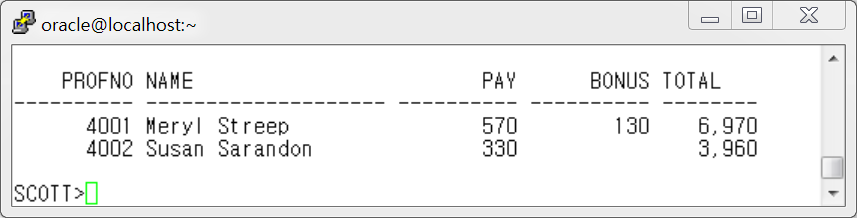 oracle@localhost:~
PROFNO NAME PAY BONUS TOTAL
---------- -------------------- ---------- ---------- --------
4001 Meryl Streep 570 130 6,970
4002 Susan Sarandon 330 3,960
SCOTT>